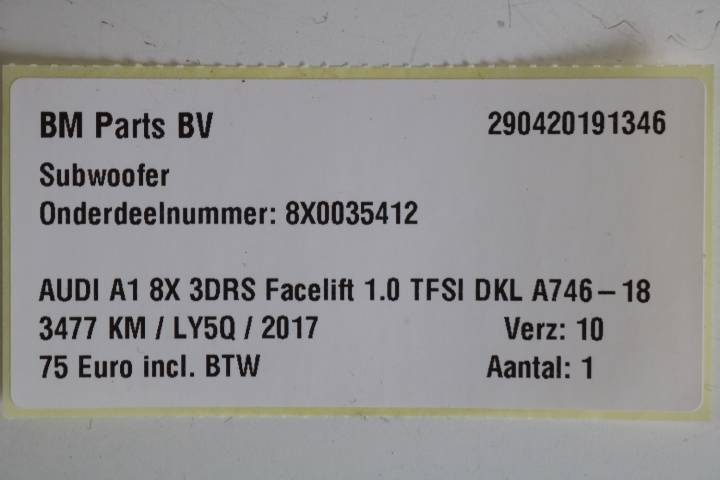 BM Parts BV 290420191346
Subwoofer
Onderdeelnummer: 8X0035412
AUDI A1 8X 3DRS Facelift 1.0 TFSI DKL A746-18
3477 KM / LY5Q / 2017 Verz: 10
75 Euro incl. BTW Aantal: 1